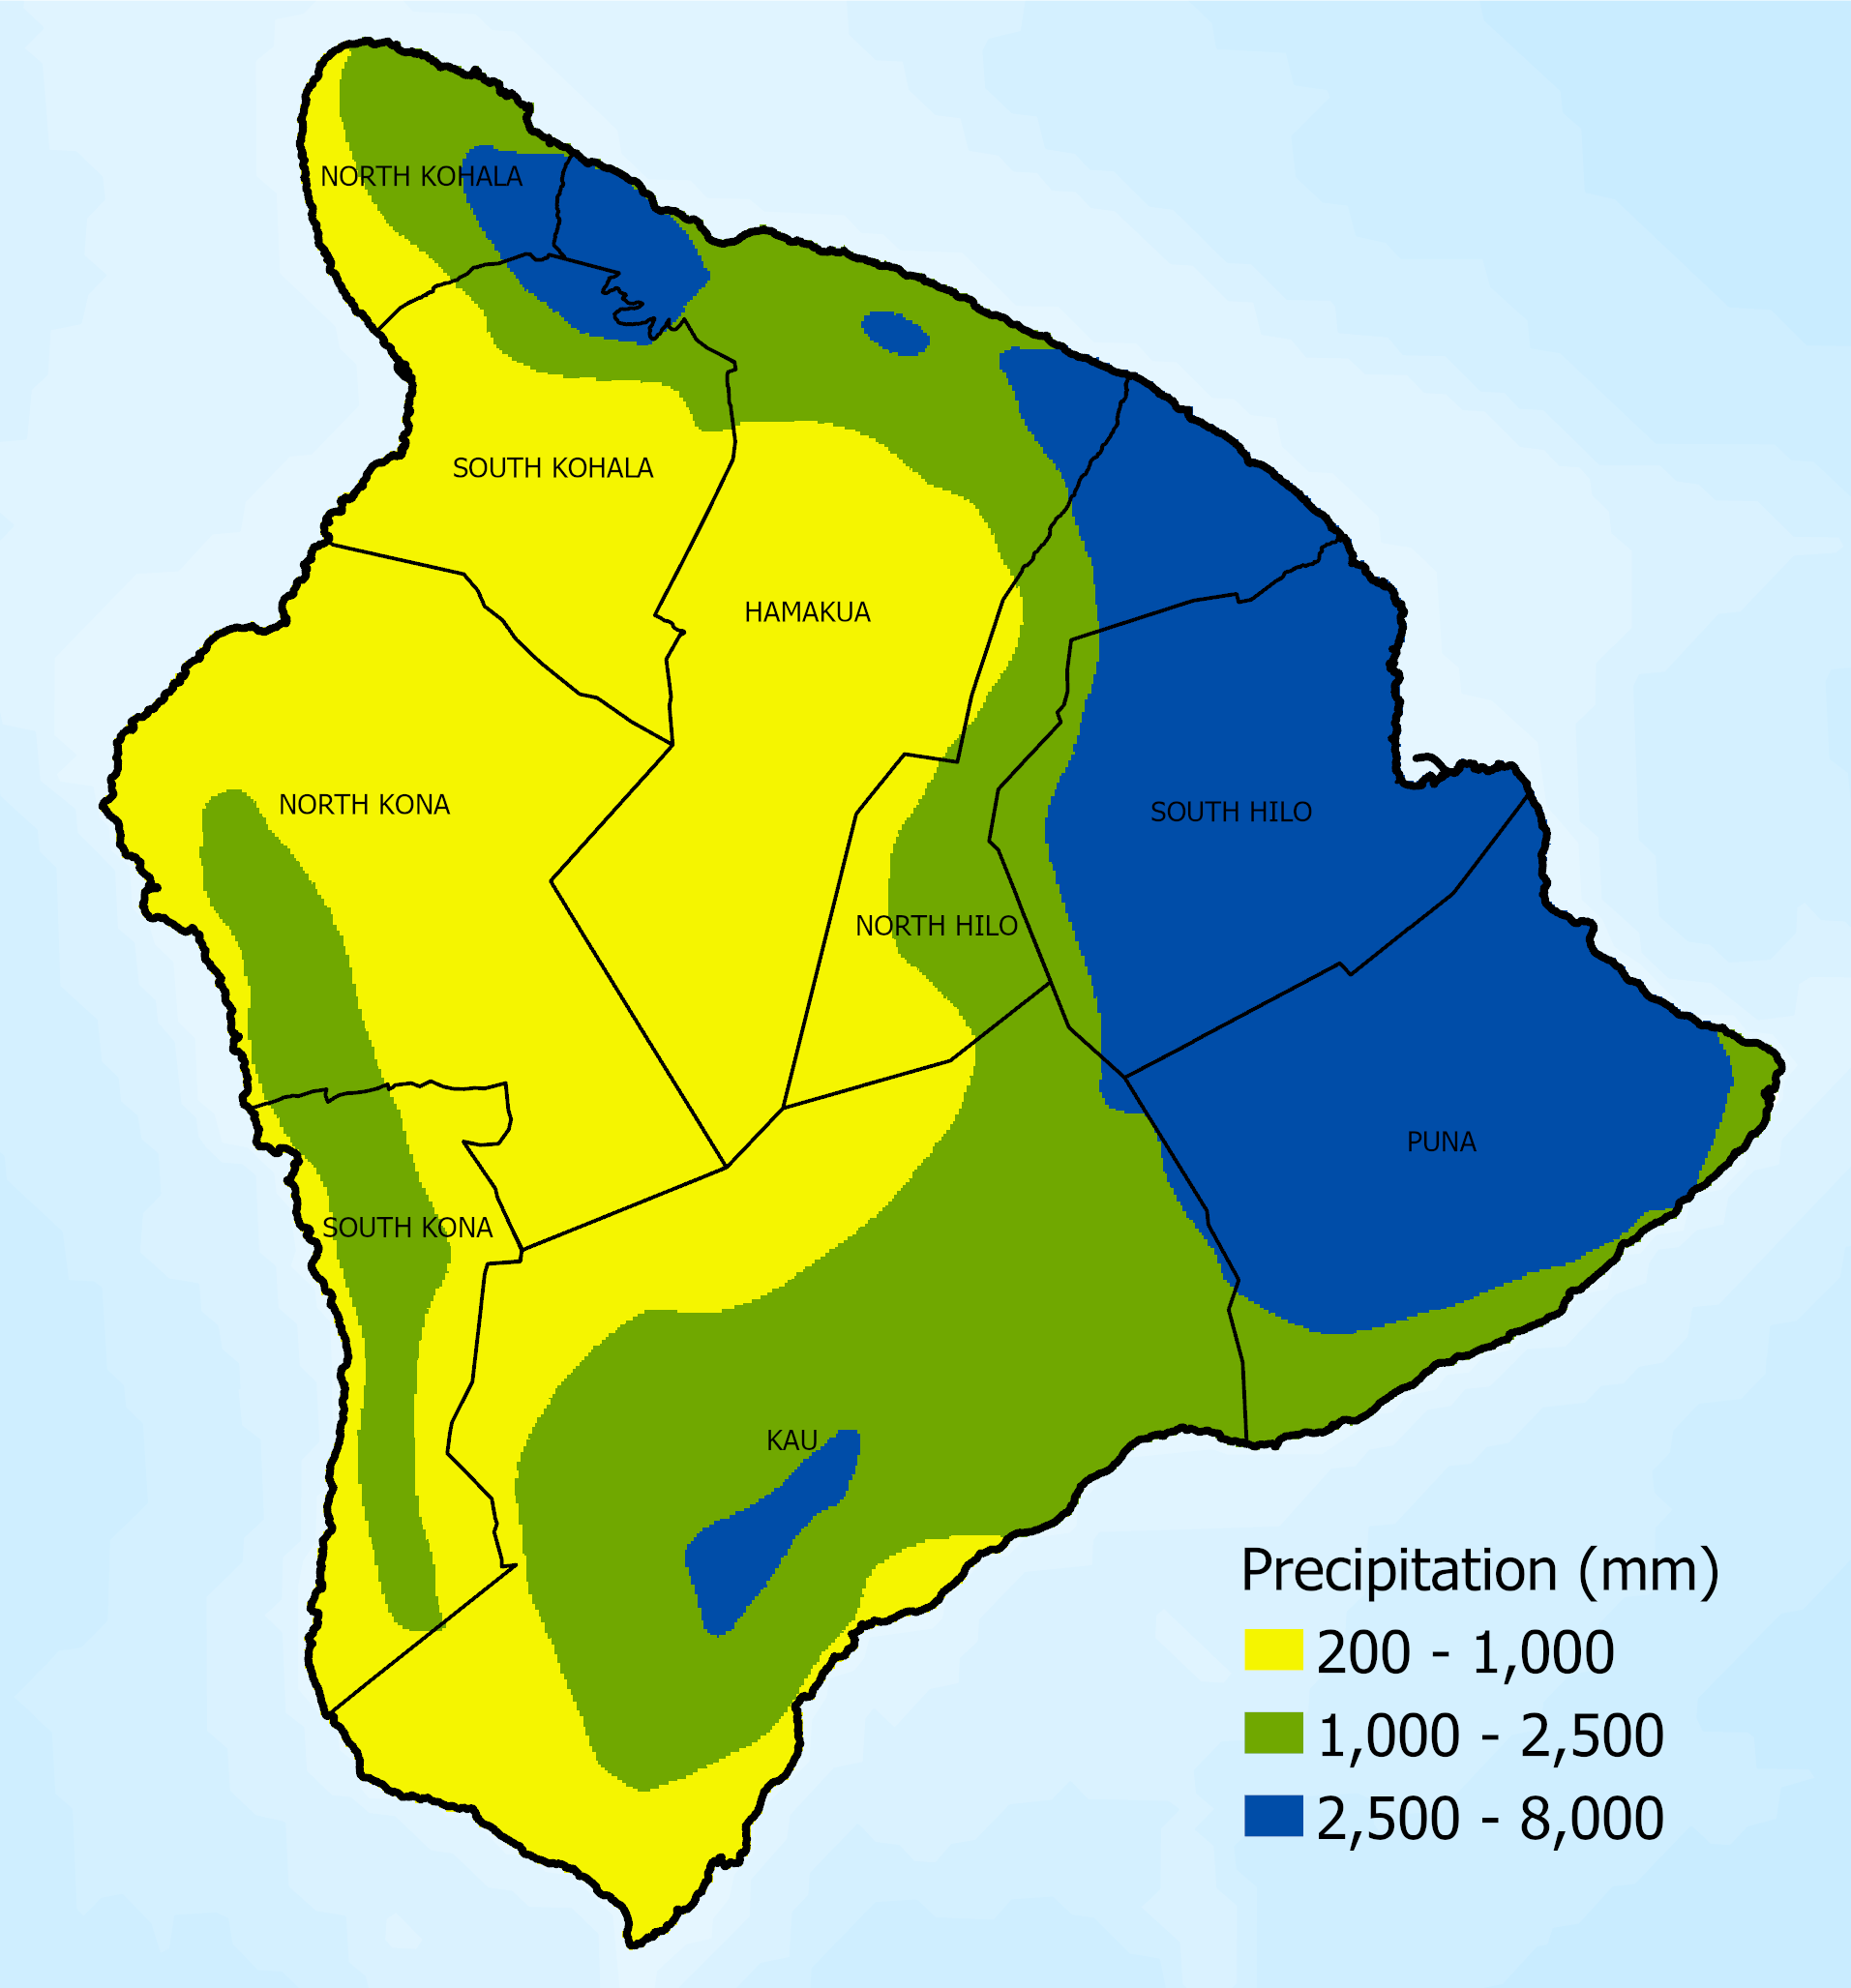 NORTH KOHALA
SOUTH KOHALA
HAMAKUA
NORTH KONA
SOUTH HILO
NORTH HILO
PUNA
SOUTH KONA
KAU
Precipitation (mm)
200 - 1,000
1,000 - 2,500
2,500 - 8,000